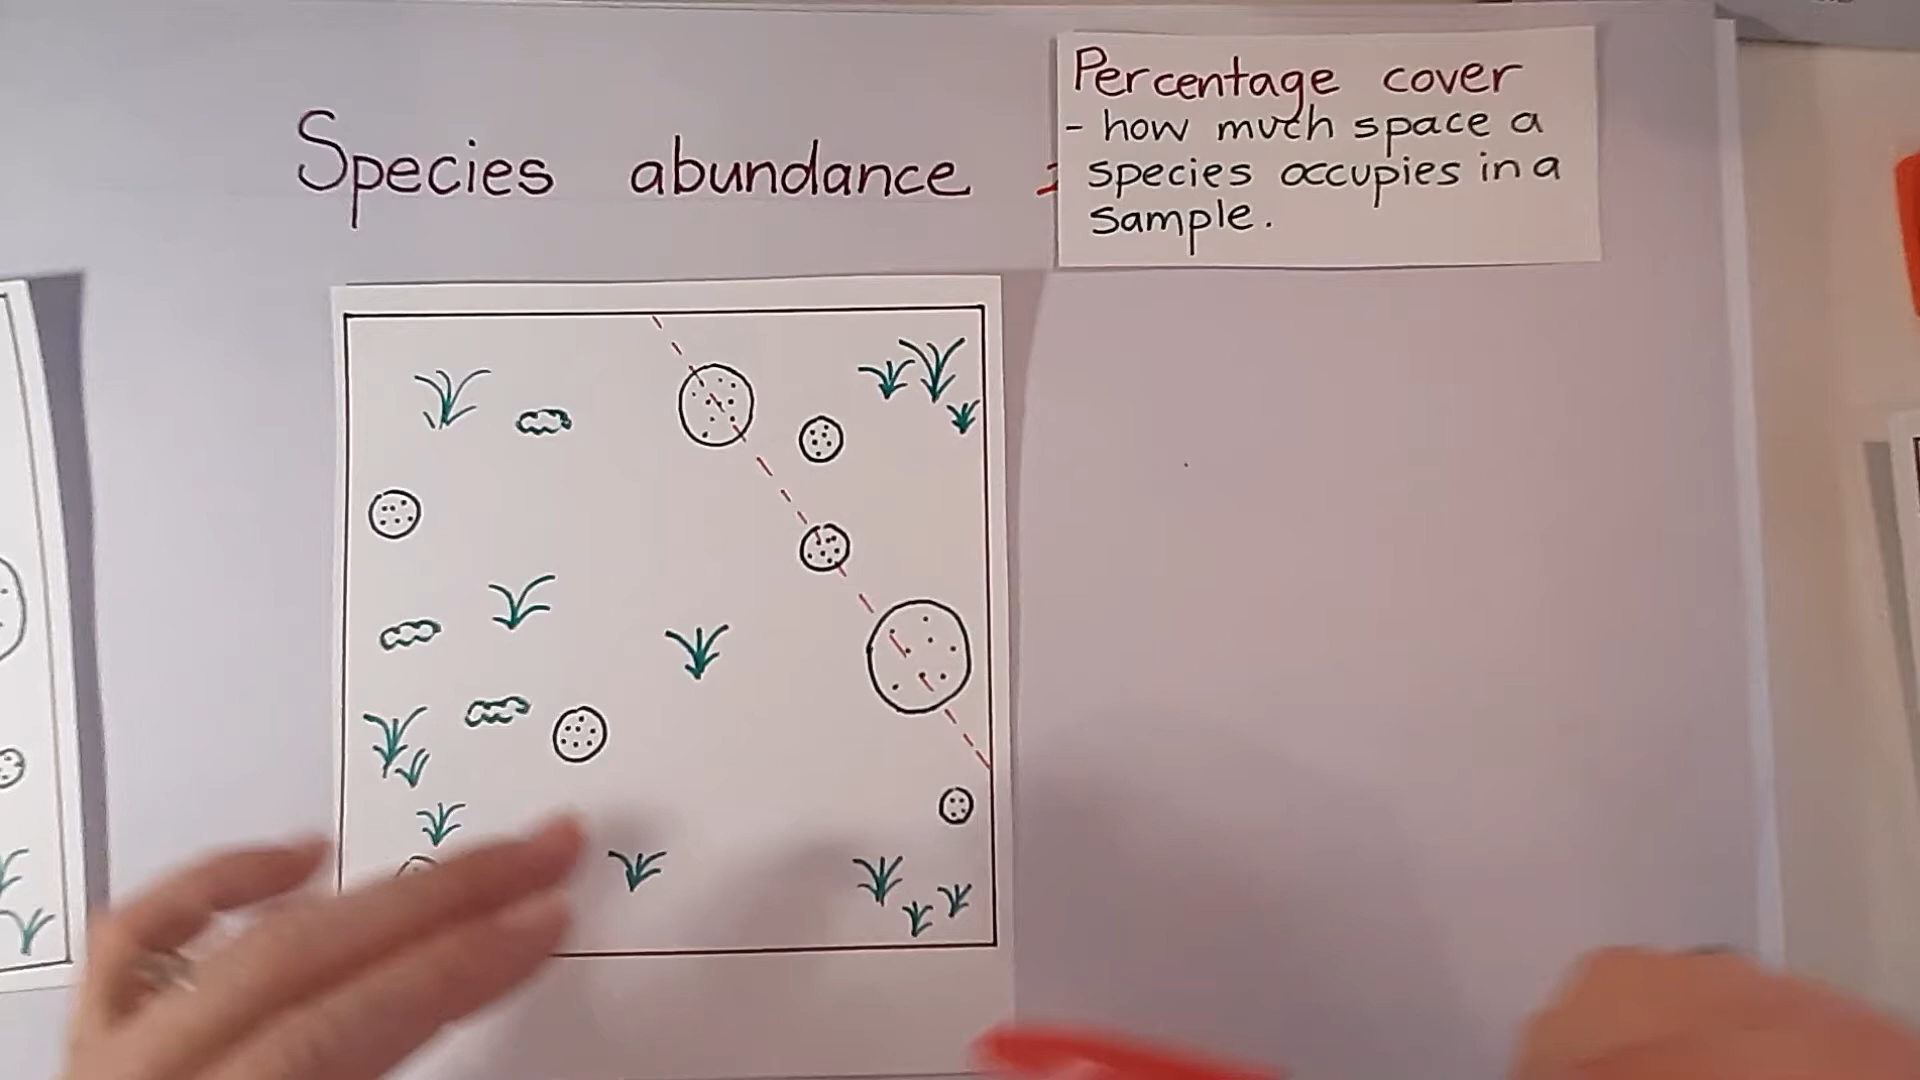 Percentage cover
- how much space a
species occupies in a
sample.
Species abundance